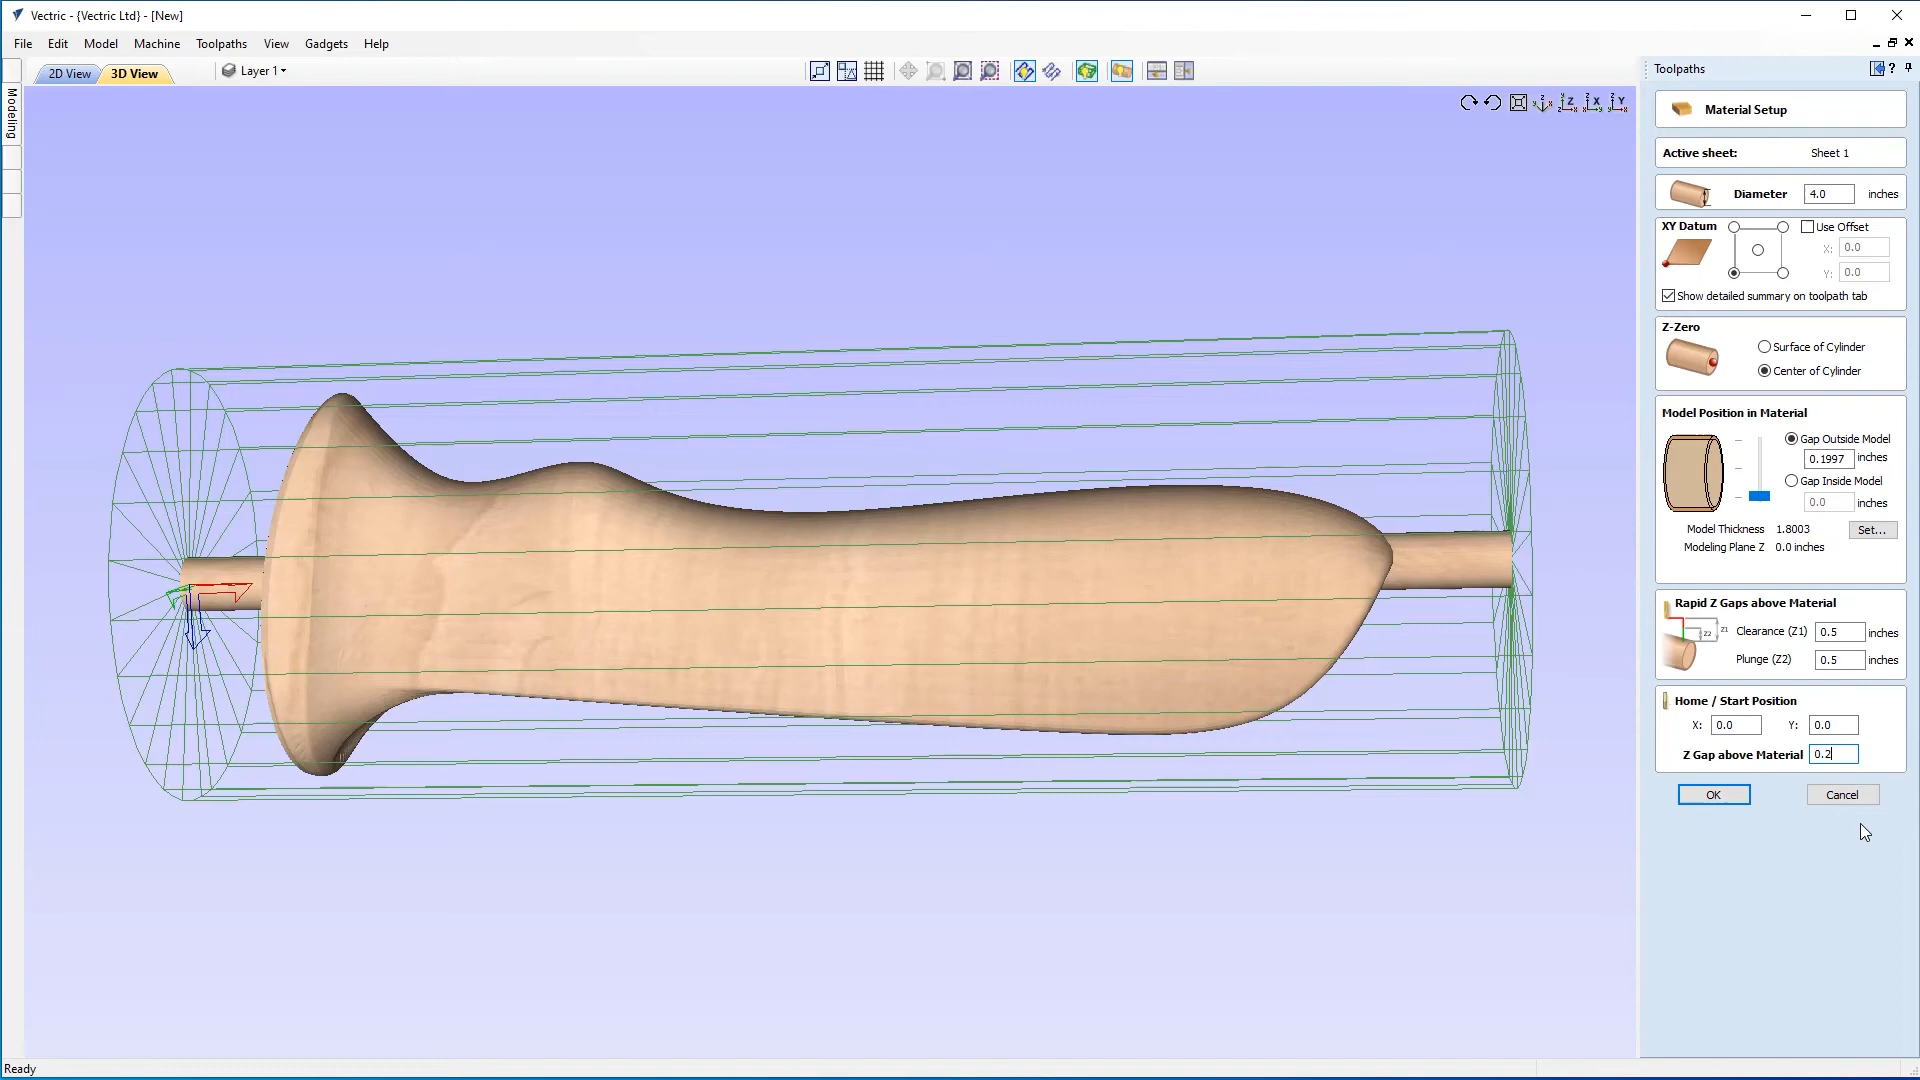 Vectric - {Vectric Ltd} - [New]
File Edit Model Machine Toolpaths View Gadgets Help
2D View 3D View Layer 1
Modeling
Toolpaths
Material Setup
Active sheet: Sheet 1
Diameter 4.0 inches
XY Datum Use Offset
X: 0.0
Y: 0.0
Show detailed summary on toolpath tab
Z-Zero
Surface of Cylinder
Center of Cylinder
Model Position in Material
Gap Outside Model
0.1997 inches
Gap Inside Model
0.0 inches
Model Thickness 1.8003 Set...
Modeling Plane Z 0.0 inches
Rapid Z Gaps above Material
Z1 Z2 Clearance (Z1) 0.5 inches
Plunge (Z2) 0.5 inches
Home / Start Position
X: 0.0 Y: 0.0
Z Gap above Material 0.2
OK Cancel
Ready